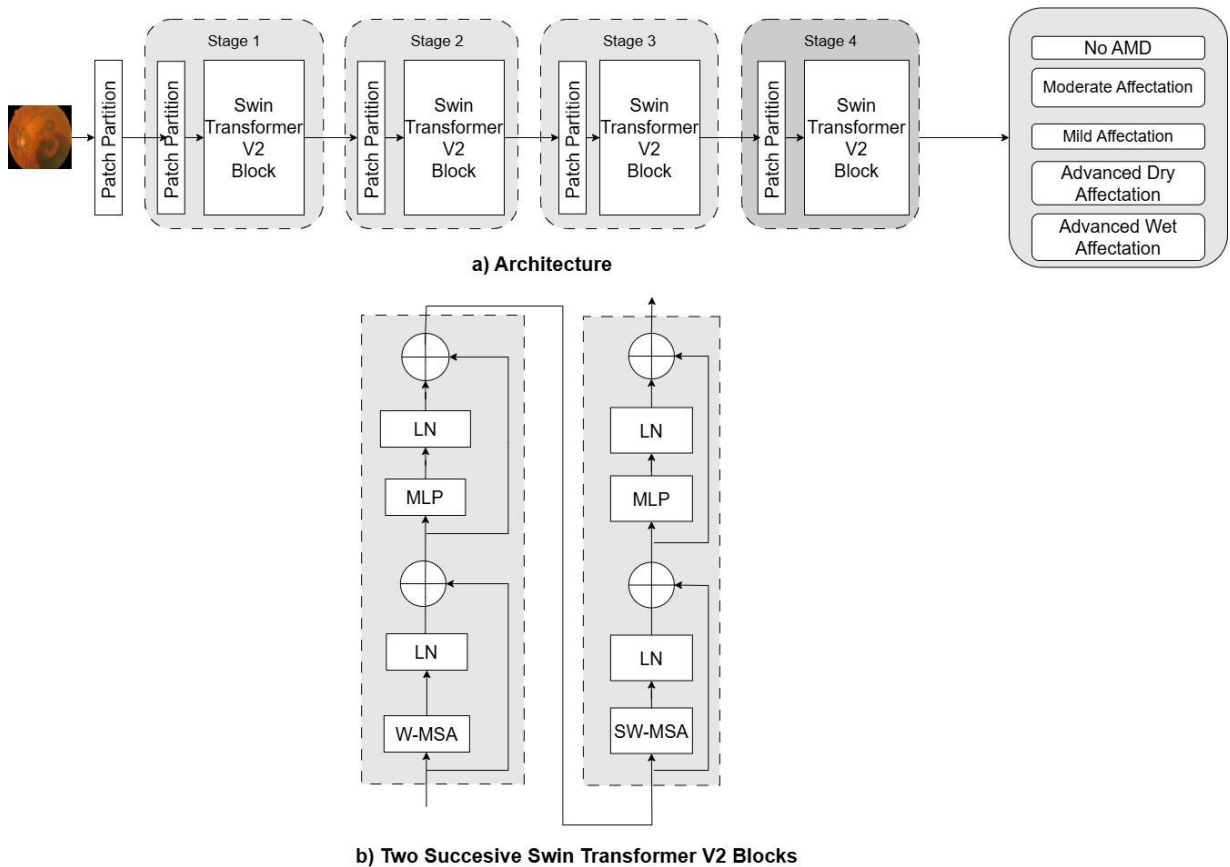 Stage 1
Stage 2
Stage 3
Stage 4
Patch Partition
Patch Partition
Swin
Transformer
V2
Block
Patch Partition
Swin
Transformer
V2
Block
Patch Partition
Swin
Transformer
V2
Block
Patch Partition
Swin
Transformer
V2
Block
No AMD
Moderate Affectation
Mild Affectation
Advanced Dry
Affectation
Advanced Wet
Affectation
a) Architecture
LN
MLP
LN
W-MSA
LN
MLP
LN
SW-MSA
b) Two Succesive Swin Transformer V2 Blocks